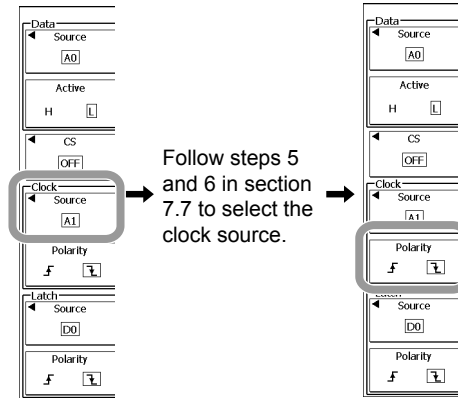 Data
Source
A0
Active
H L
CS
OFF
Clock
Source
A1
Polarity
Latch
Source
D0
Polarity
Follow steps 5
and 6 in section
7.7 to select the
clock source.
Data
Source
A0
Active
H L
CS
OFF
Clock
Source
A1
Polarity
Source
D0
Polarity